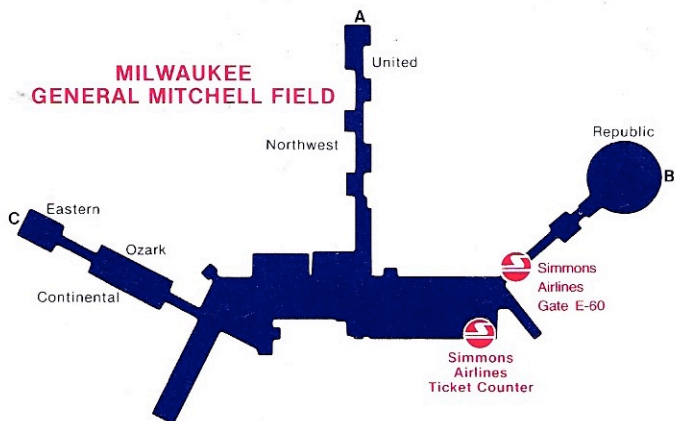 A
MILWAUKEE
GENERAL MITCHELL FIELD
United
Northwest
Republic
B
C
Eastern
Ozark
Continental
Simmons
Airlines
Gate E-60
Simmons
Airlines
Ticket Counter